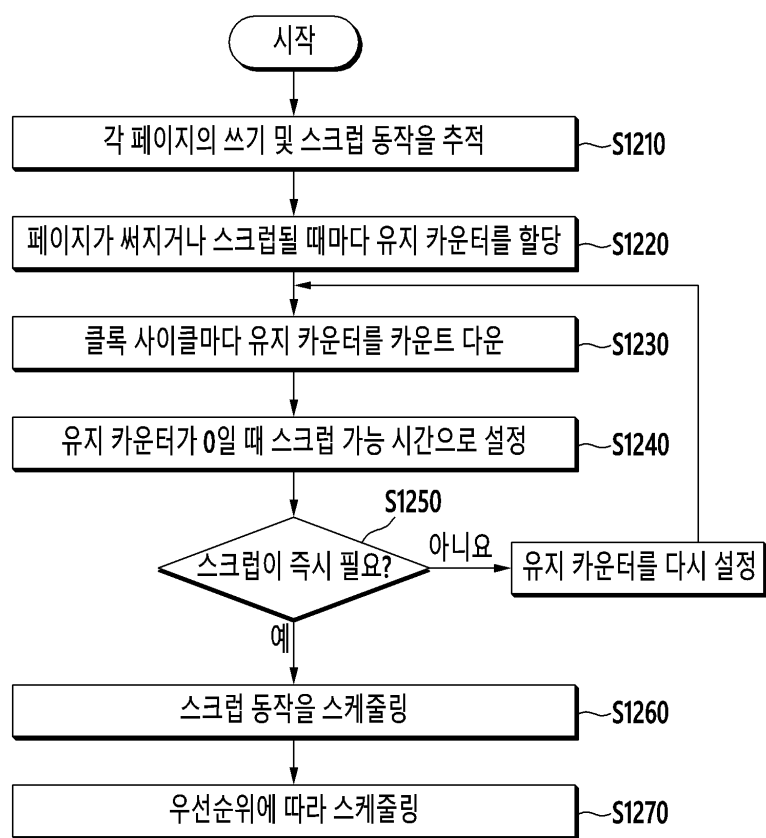 시작
각 페이지의 쓰기 및 스크럽 동작을 추적
S1210
페이지가 써지거나 스크럽될 때마다 유지 카운터를 할당
S1220
클록 사이클마다 유지 카운터를 카운트 다운
S1230
유지 카운터가 0일 때 스크럽 가능 시간으로 설정
S1240
S1250
스크럽이 즉시 필요?
아니요
유지 카운터를 다시 설정
예
스크럽 동작을 스케줄링
S1260
우선순위에 따라 스케줄링
S1270